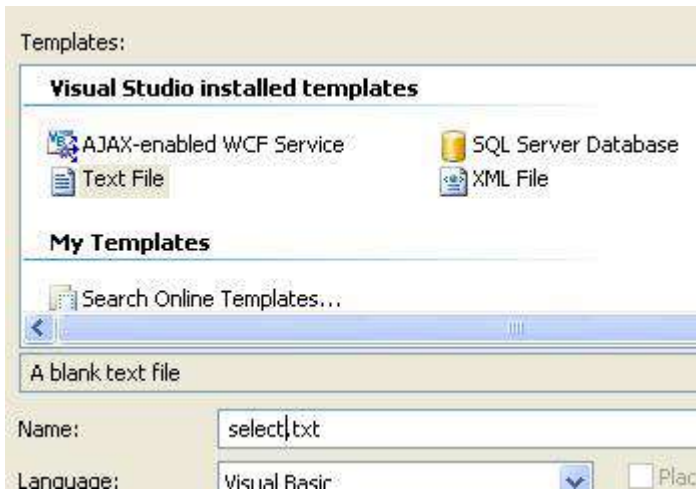 Templates:
Visual Studio installed templates
AJAX-enabled WCF Service SQL Server Database
Text File XML File
My Templates
Search Online Templates...
A blank text file
Name: select.txt
Language: Visual Basic Plac